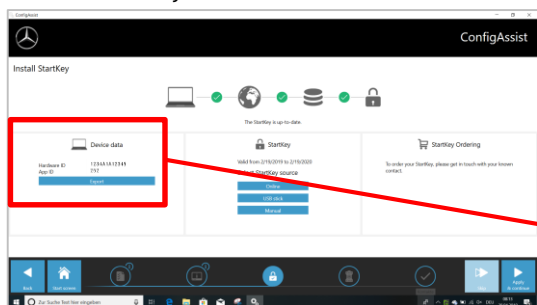 ConfigAssist
ConfigAssist
Install StartKey
The StartKey is up-to-date.
Device data
Hardware ID 1234A1A12345
App ID 252
Export
StartKey
Valid from 2/19/2019 to 2/19/2020
StartKey source
Online
USB stick
Manual
StartKey Ordering
To order your StartKey, please get in touch with your known
contact.
Back
Start screen
Apply
& continue
Zur Suche Text hier eingeben
DEU